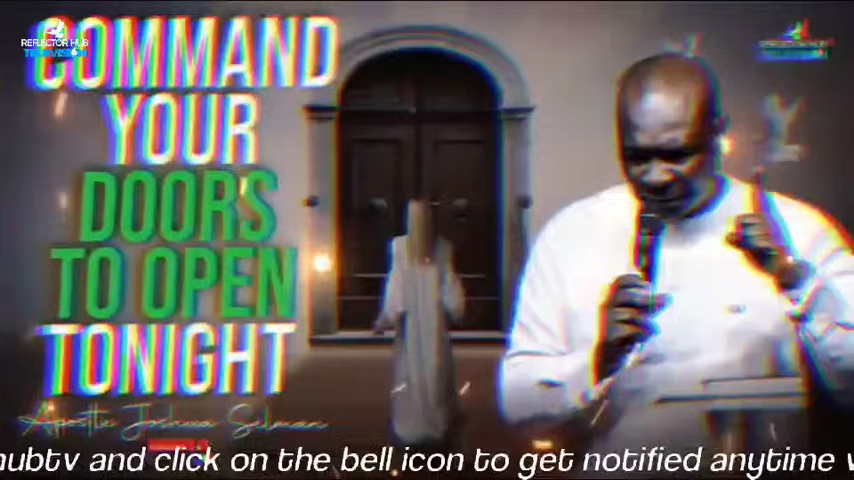 REFLECTOR HUB
TELEVISION
COMMAND
YOUR
DOORS
TO OPEN
TONIGHT
Apostle Joshua Selman
hubtv and click on the bell icon to get notified anytime